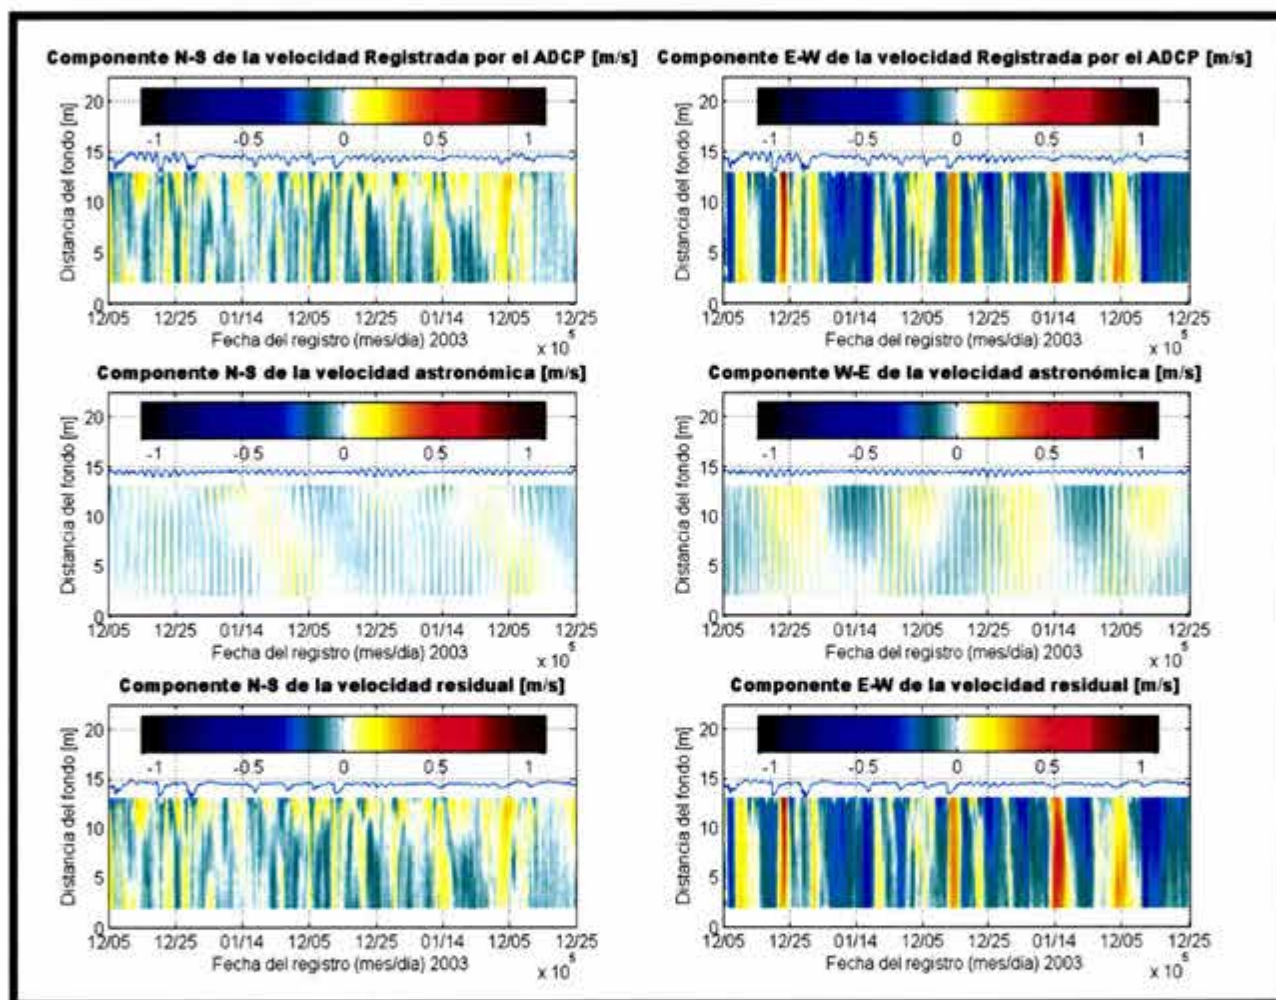 Componente N-S de la velocidad Registrada por el ADCP [m/s]
Distancia del fondo [m]
20
15
10
5
0
-1 -0.5 0 0.5 1
12/05 12/25 01/14 12/05 12/25 01/14 12/05 12/25
Fecha del registro (mes/dia) 2003
x 10^5
Componente E-W de la velocidad Registrada por el ADCP [m/s]
Distancia del fondo [m]
20
15
10
5
0
-1 -0.5 0 0.5 1
12/05 12/25 01/14 12/05 12/25 01/14 12/05 12/25
Fecha del registro (mes/dia) 2003
x 10^5
Componente N-S de la velocidad astronómica [m/s]
Distancia del fondo [m]
20
15
10
5
0
-1 -0.5 0 0.5 1
12/05 12/25 01/14 12/05 12/25 01/14 12/05 12/25
Fecha del registro (mes/dia) 2003
x 10^5
Componente W-E de la velocidad astronómica [m/s]
Distancia del fondo [m]
20
15
10
5
0
-1 -0.5 0 0.5 1
12/05 12/25 01/14 12/05 12/25 01/14 12/05 12/25
Fecha del registro (mes/dia) 2003
x 10^5
Componente N-S de la velocidad residual [m/s]
Distancia del fondo [m]
20
15
10
5
0
-1 -0.5 0 0.5 1
12/05 12/25 01/14 12/05 12/25 01/14 12/05 12/25
Fecha del registro (mes/dia) 2003
x 10^5
Componente E-W de la velocidad residual [m/s]
Distancia del fondo [m]
20
15
10
5
0
-1 -0.5 0 0.5 1
12/05 12/25 01/14 12/05 12/25 01/14 12/05 12/25
Fecha del registro (mes/dia) 2003
x 10^5